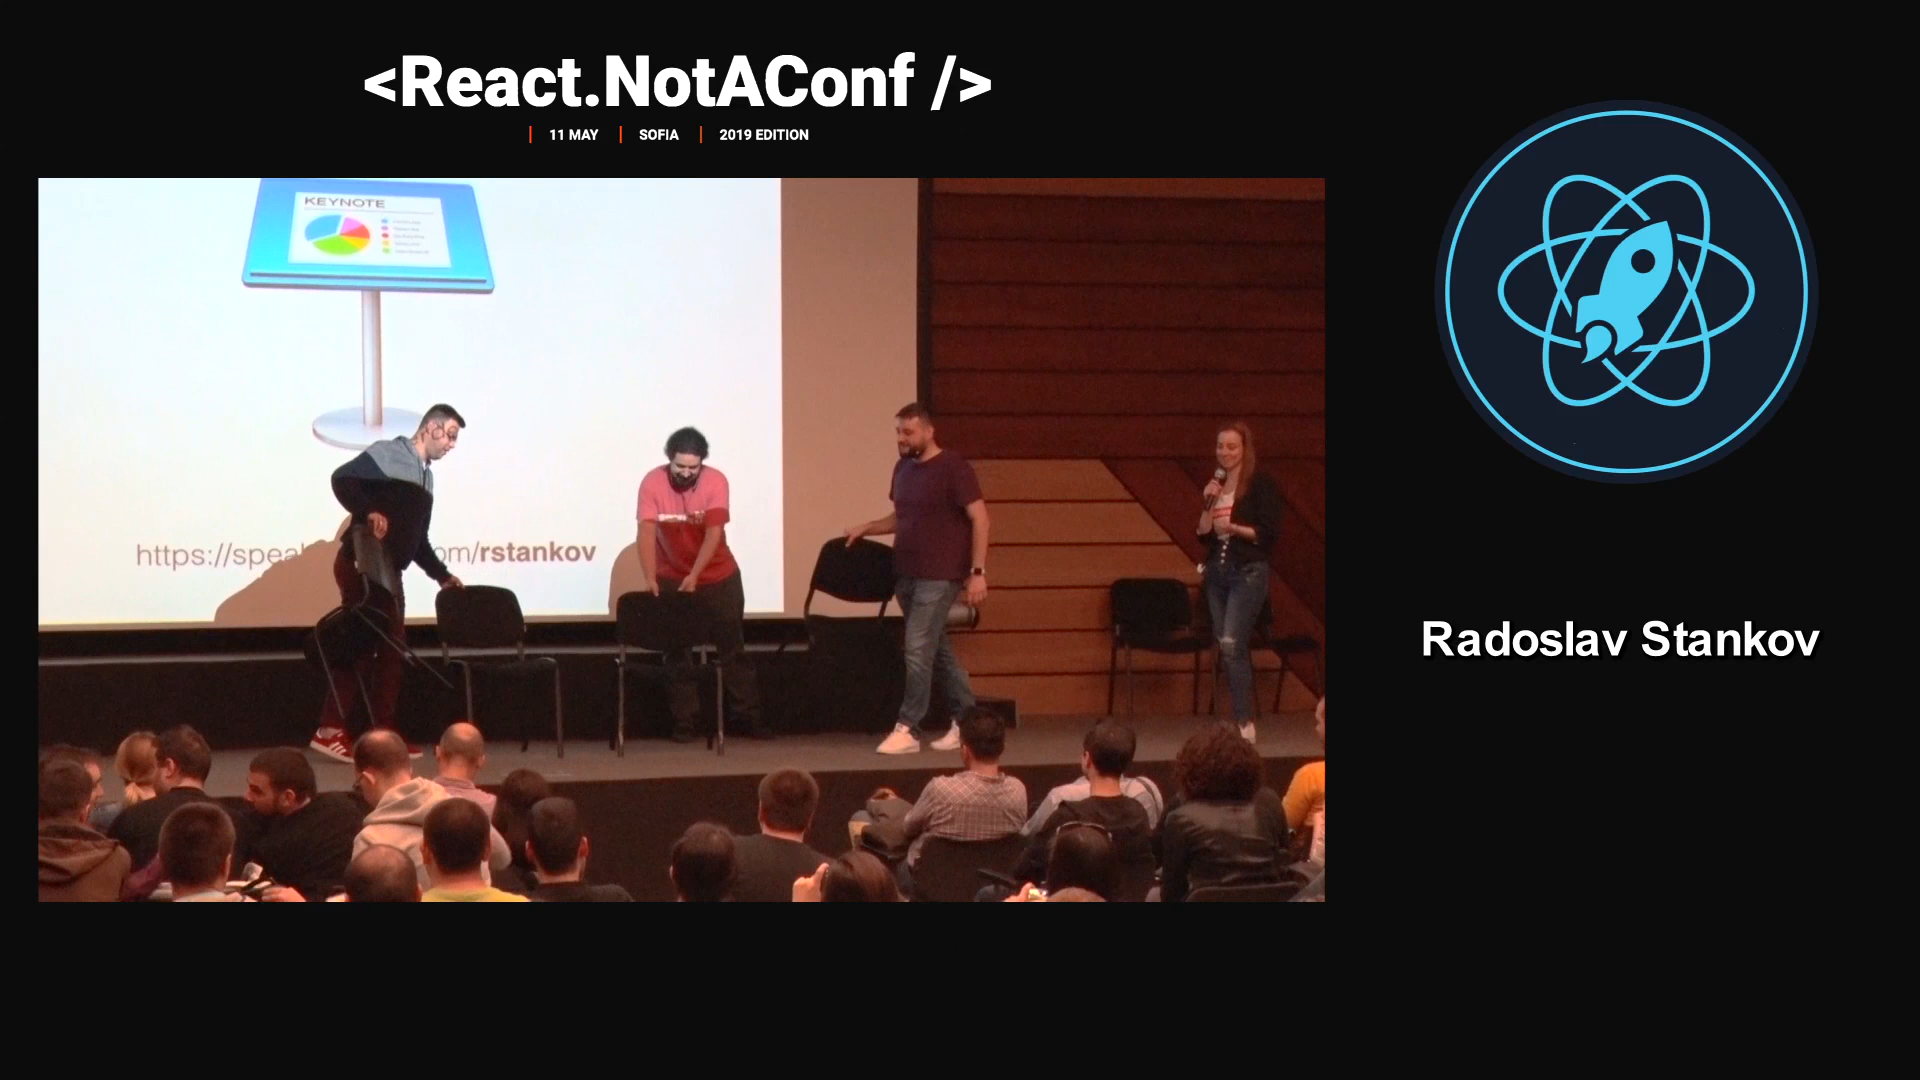 <React.NotAConf />
11 MAY
SOFIA
2019 EDITION
KEYNOTE
https://spea om/rstankov
Radoslav Stankov